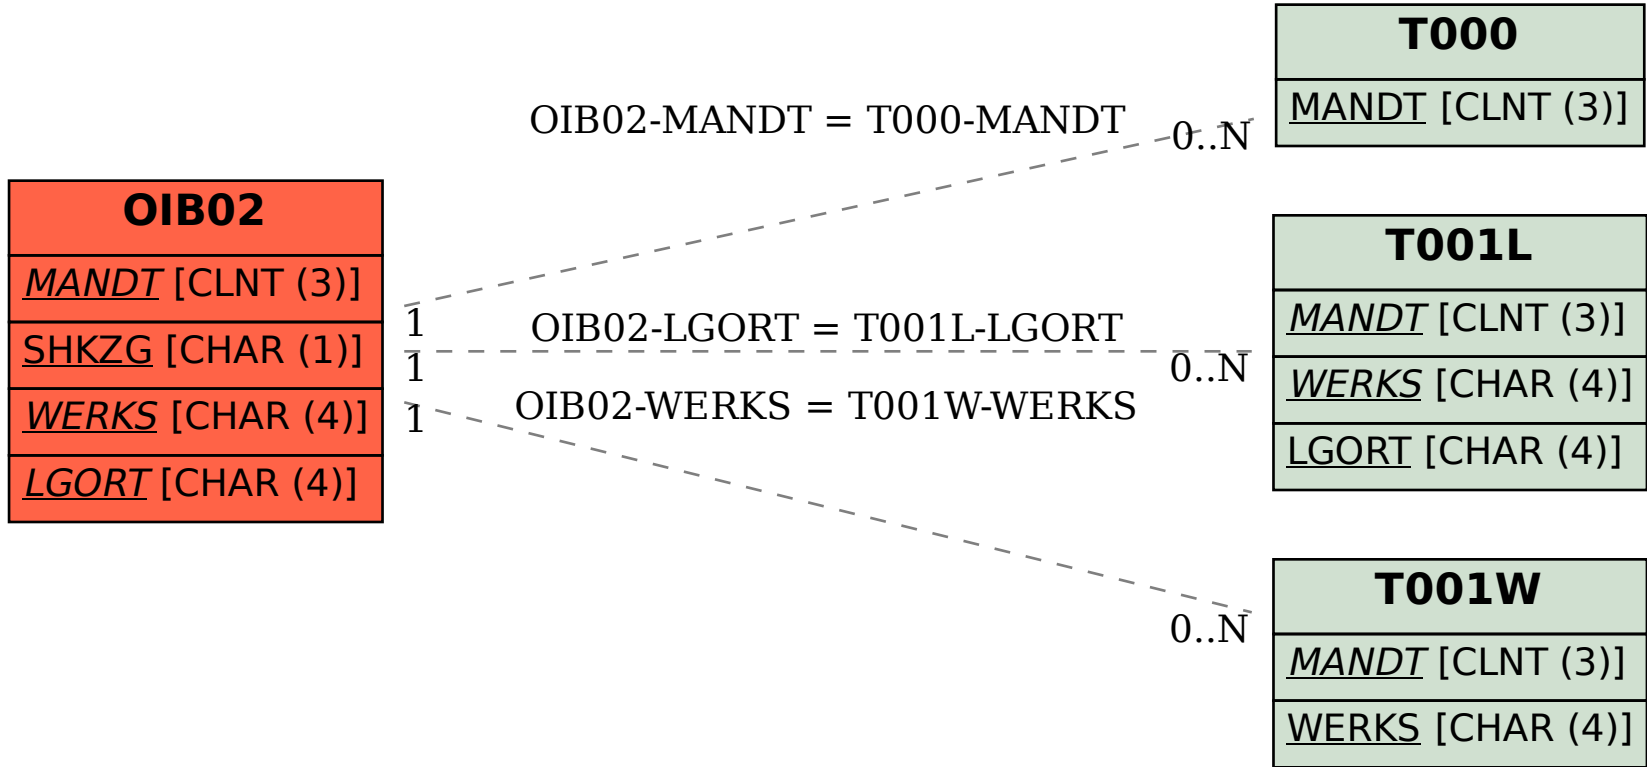 OIB02
MANDT [CLNT (3)]
SHKZG [CHAR (1)]
WERKS [CHAR (4)]
LGORT [CHAR (4)]
OIB02-MANDT = T000-MANDT
0..N
1
OIB02-LGORT = T001L-LGORT
0..N
1
OIB02-WERKS = T001W-WERKS
0..N
1
T000
MANDT [CLNT (3)]
T001L
MANDT [CLNT (3)]
WERKS [CHAR (4)]
LGORT [CHAR (4)]
T001W
MANDT [CLNT (3)]
WERKS [CHAR (4)]